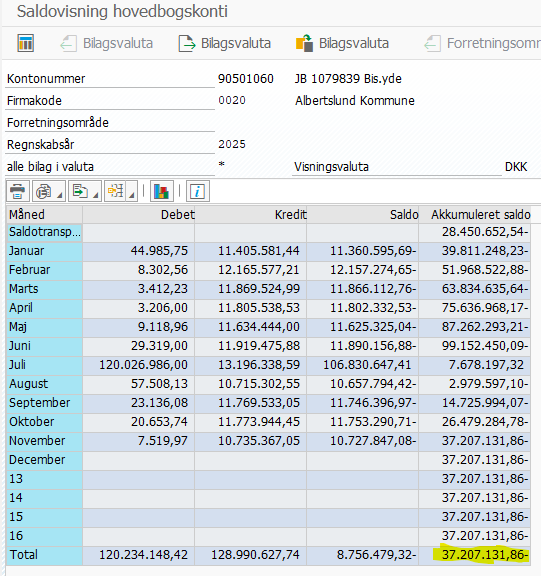 Saldovisning hovedbogskonti
Bilagsvaluta Bilagsvaluta Bilagsvaluta Forretningsomr
Kontonummer 90501060 JB 1079839 Bis.yde
Firmakode 0020 Albertslund Kommune
Forretningsområde
Regnskabsår 2025
alle bilag i valuta * Visningsvaluta DKK
Måned Debet Kredit Saldo Akkumuleret saldo
Saldotransp... 28.450.652,54-
Januar 44.985,75 11.405.581,44 11.360.595,69- 39.811.248,23-
Februar 8.302,56 12.165.577,21 12.157.274,65- 51.968.522,88-
Marts 3.412,23 11.869.524,99 11.866.112,76- 63.834.635,64-
April 3.206,00 11.805.538,53 11.802.332,53- 75.636.968,17-
Maj 9.118,96 11.634.444,00 11.625.325,04- 87.262.293,21-
Juni 29.319,00 11.919.475,88 11.890.156,88- 99.152.450,09-
Juli 120.026.986,00 13.196.338,59 106.830.647,41 7.678.197,32
August 57.508,13 10.715.302,55 10.657.794,42- 2.979.597,10-
September 23.136,08 11.769.533,05 11.746.396,97- 14.725.994,07-
Oktober 20.653,74 11.773.944,45 11.753.290,71- 26.479.284,78-
November 7.519,97 10.735.367,05 10.727.847,08- 37.207.131,86-
December 37.207.131,86-
13 37.207.131,86-
14 37.207.131,86-
15 37.207.131,86-
16 37.207.131,86-
Total 120.234.148,42 128.990.627,74 8.756.479,32- 37.207.131,86-